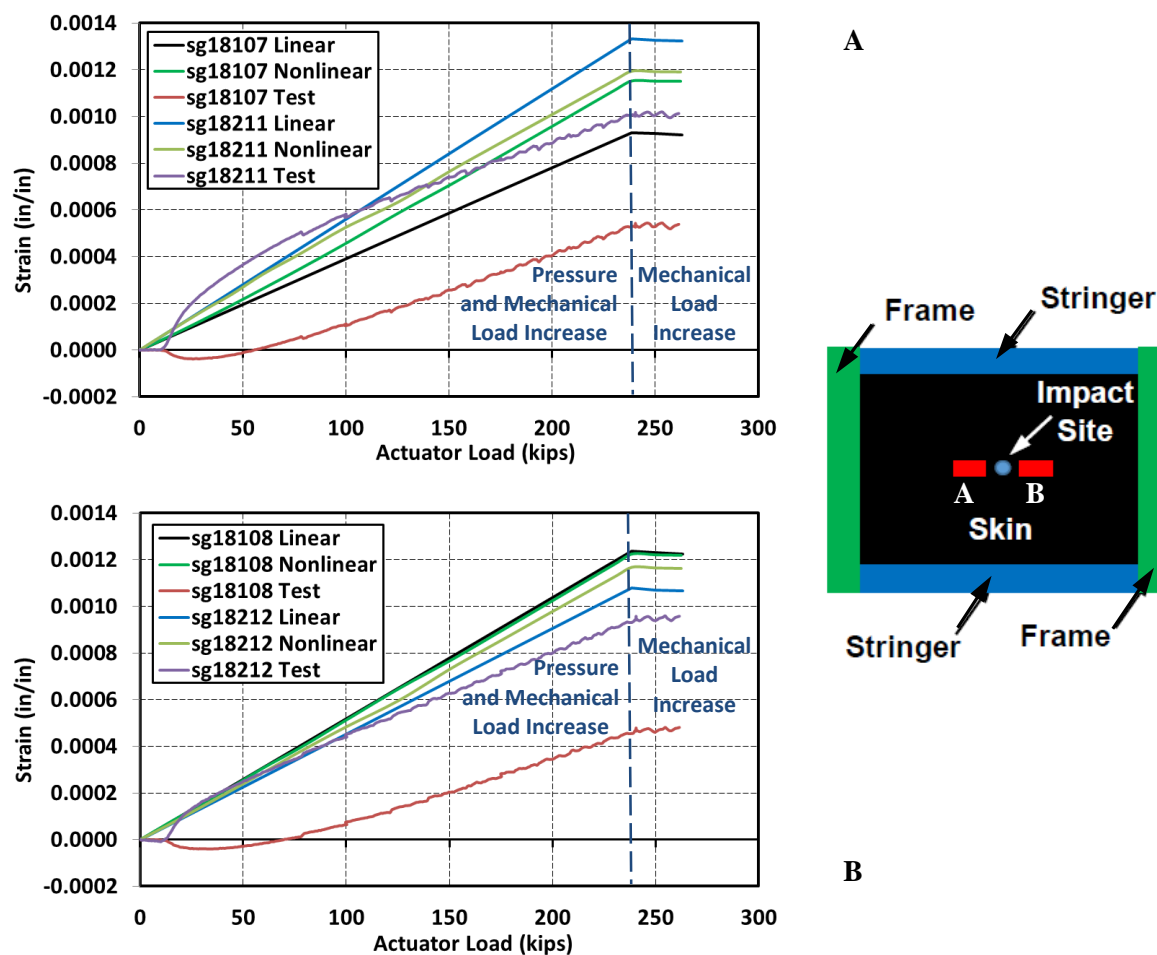 0.0014
0.0012
0.0010
0.0008
0.0006
0.0004
0.0002
0.0000
-0.0002
Strain (in/in)
sg18107 Linear
sg18107 Nonlinear
sg18107 Test
sg18211 Linear
sg18211 Nonlinear
sg18211 Test
Pressure
and Mechanical
Load Increase
Mechanical
Load
Increase
0 50 100 150 200 250 300
Actuator Load (kips)
A
Frame
Stringer
Impact
Site
A B
Skin
Stringer
Frame
0.0014
0.0012
0.0010
0.0008
0.0006
0.0004
0.0002
0.0000
-0.0002
Strain (in/in)
sg18108 Linear
sg18108 Nonlinear
sg18108 Test
sg18212 Linear
sg18212 Nonlinear
sg18212 Test
Pressure
and Mechanical
Load Increase
Mechanical
Load
Increase
0 50 100 150 200 250 300
Actuator Load (kips)
B